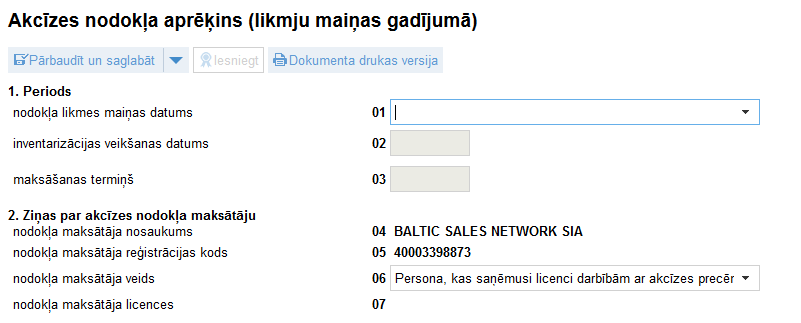 Akcīzes nodokļa aprēķins (likmju maiņas gadījumā)
Pārbaudīt un saglabāt Iesniegt Dokumenta drukas versija
1. Periods
nodokļa likmes maiņas datums 01
inventarizācijas veikšanas datums 02
maksāšanas termiņš 03
2. Ziņas par akcīzes nodokļa maksātāju
nodokļa maksātāja nosaukums 04 BALTIC SALES NETWORK SIA
nodokļa maksātāja reģistrācijas kods 05 40003398873
nodokļa maksātāja veids 06 Persona, kas saņēmusi licenci darbībām ar akcīzes precēm
nodokļa maksātāja licences 07